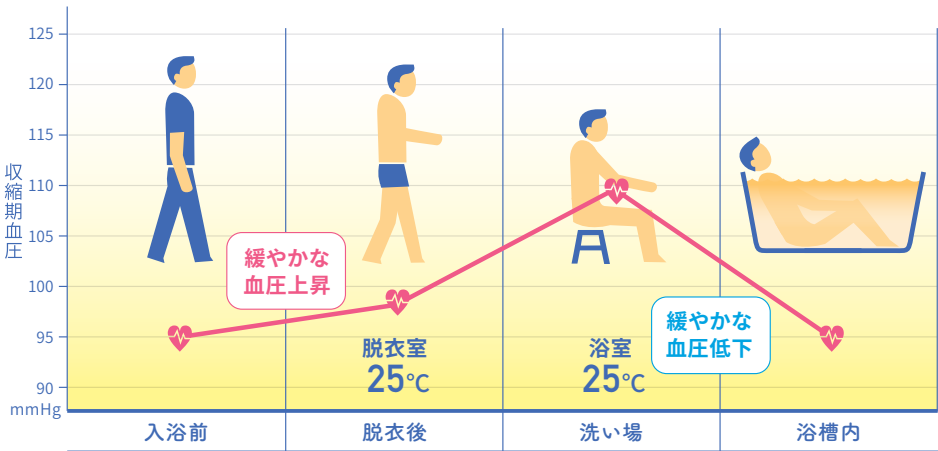 収縮期血圧
125
120
115
110
105
100
95
90
mmHg
緩やかな
血圧上昇
脱衣室
25℃
浴室
25℃
緩やかな
血圧低下
入浴前
脱衣後
洗い場
浴槽内